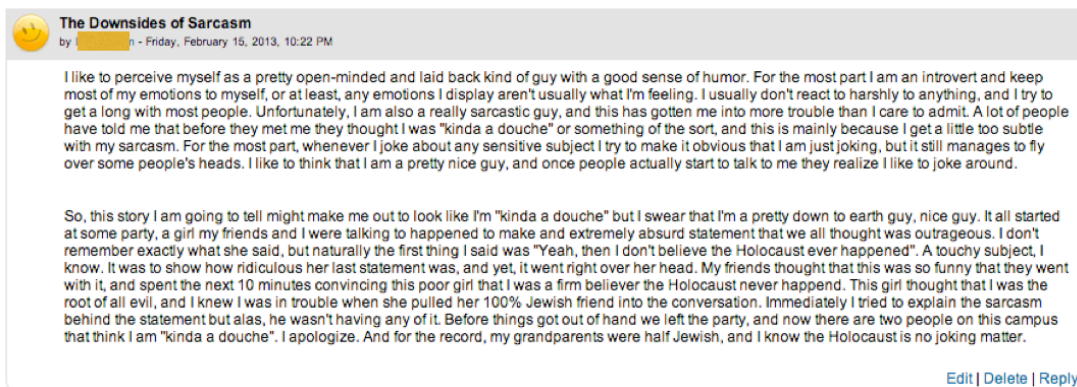 The Downsides of Sarcasm
by n - Friday, February 15, 2013, 10:22 PM
I like to perceive myself as a pretty open-minded and laid back kind of guy with a good sense of humor. For the most part I am an introvert and keep
most of my emotions to myself, or at least, any emotions I display aren't usually what I'm feeling. I usually don't react to harshly to anything, and I try to
get a long with most people. Unfortunately, I am also a really sarcastic guy, and this has gotten me into more trouble than I care to admit. A lot of people
have told me that before they met me they thought I was "kinda a douche" or something of the sort, and this is mainly because I get a little too subtle
with my sarcasm. For the most part, whenever I joke about any sensitive subject I try to make it obvious that I am just joking, but it still manages to fly
over some people's heads. I like to think that I am a pretty nice guy, and once people actually start to talk to me they realize I like to joke around.
So, this story I am going to tell might make me out to look like I'm "kinda a douche" but I swear that I'm a pretty down to earth guy, nice guy. It all started
at some party, a girl my friends and I were talking to happened to make and extremely absurd statement that we all thought was outrageous. I don't
remember exactly what she said, but naturally the first thing I said was "Yeah, then I don't believe the Holocaust ever happened". A touchy subject, I
know. It was to show how ridiculous her last statement was, and yet, it went right over her head. My friends thought that this was so funny that they went
with it, and spent the next 10 minutes convincing this poor girl that I was a firm believer the Holocaust never happend. This girl thought that I was the
root of all evil, and I knew I was in trouble when she pulled her 100% Jewish friend into the conversation. Immediately I tried to explain the sarcasm
behind the statement but alas, he wasn't having any of it. Before things got out of hand we left the party, and now there are two people on this campus
that think I am "kinda a douche". I apologize. And for the record, my grandparents were half Jewish, and I know the Holocaust is no joking matter.
Edit | Delete | Reply